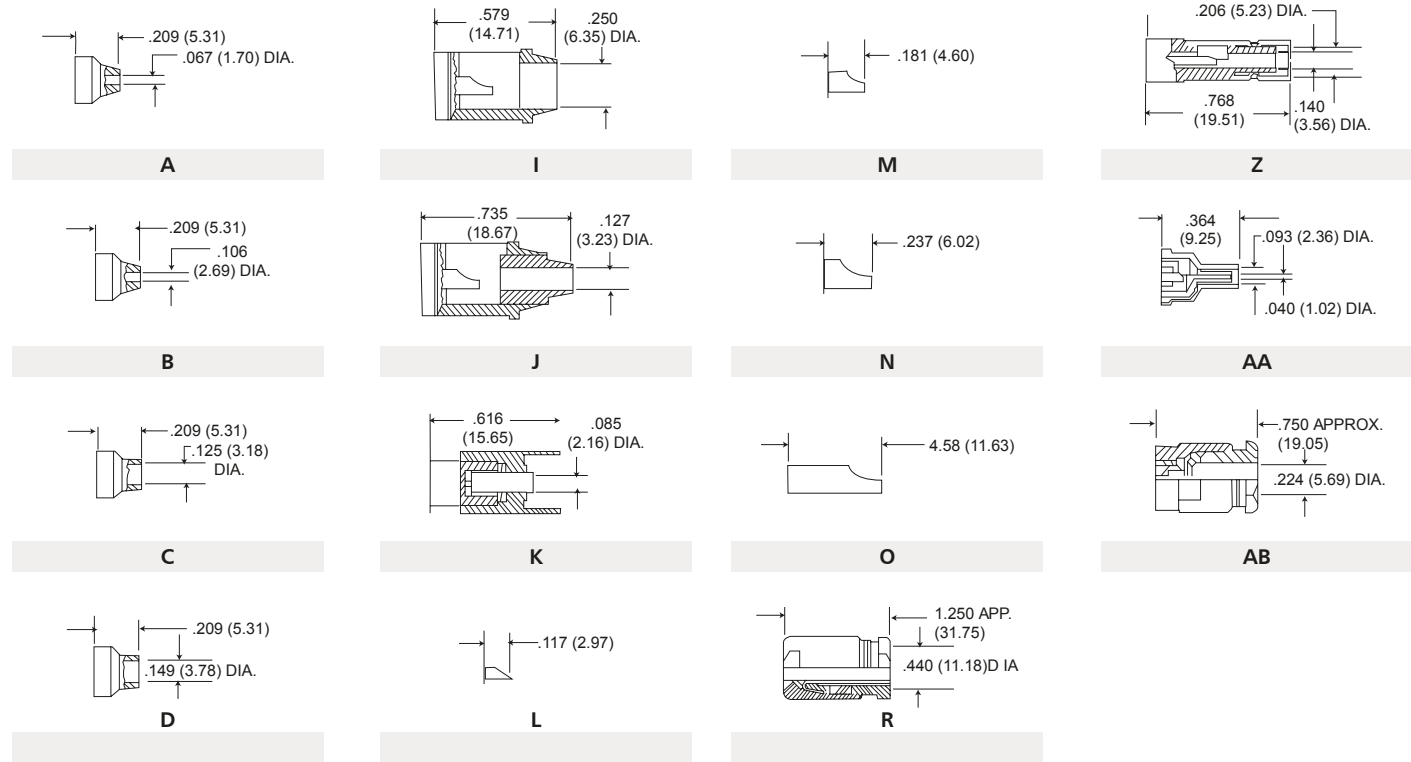 .209 (5.31)
.067 (1.70) DIA.
A
.579
(14.71)
.250
(6.35) DIA.
I
.181 (4.60)
M
.206 (5.23) DIA.
.768
(19.51)
.140
(3.56) DIA.
Z
.209 (5.31)
.106
(2.69) DIA.
B
.735
(18.67)
.127
(3.23) DIA.
J
.237 (6.02)
N
.364
(9.25)
.093 (2.36) DIA.
.040 (1.02) DIA.
AA
.209 (5.31)
.125 (3.18)
DIA.
C
.616
(15.65)
.085
(2.16) DIA.
K
4.58 (11.63)
O
.750 APPROX.
(19.05)
.224 (5.69) DIA.
AB
.209 (5.31)
.149 (3.78) DIA.
D
.117 (2.97)
L
1.250 APP.
(31.75)
.440 (11.18)D IA
R